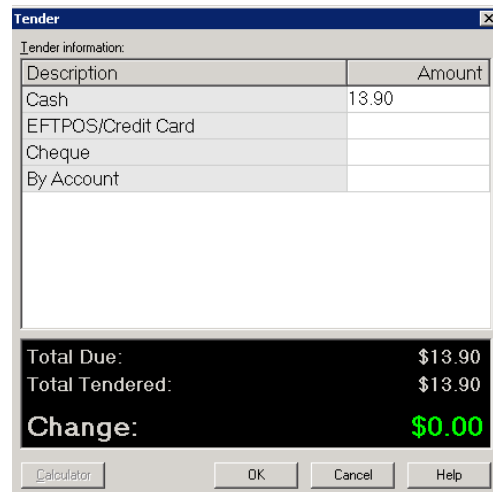 Tender
Tender information:
Description Amount
Cash 13.90
EFTPOS/Credit Card
Cheque
By Account
Total Due: $13.90
Total Tendered: $13.90
Change: $0.00
Calculator OK Cancel Help